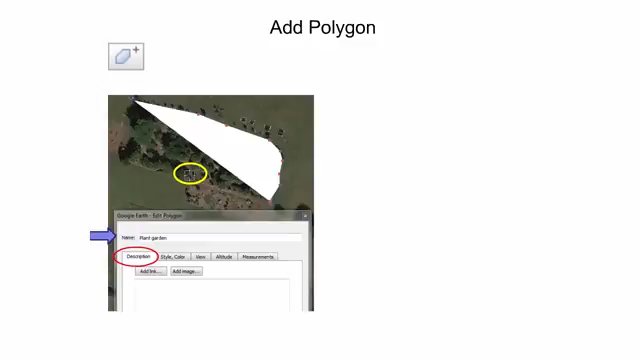 Add Polygon
Google Earth - Edit Polygon
Name: Plant garden
Description Style, Color View Altitude Measurements
Add link... Add image...